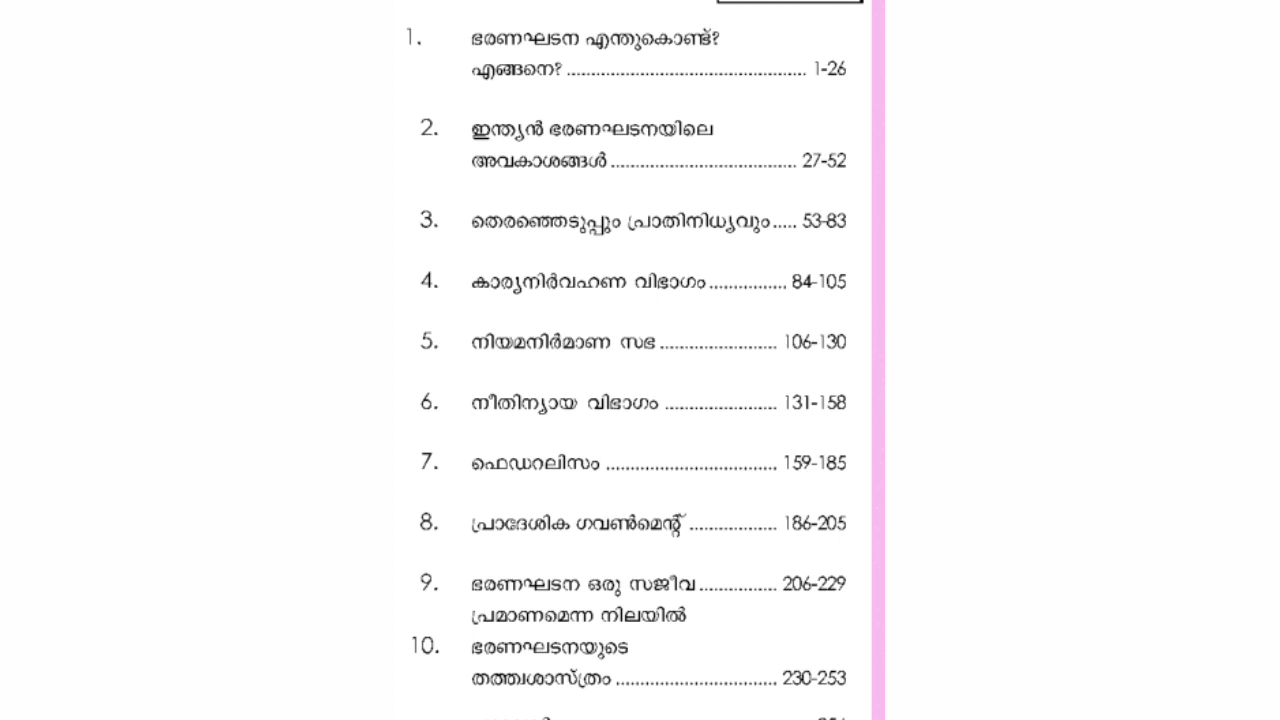 1. ഭരണഘടന എന്തുകൊണ്ട്?
എങ്ങനെ? ................................................. 1-26
2. ഇന്ത്യൻ ഭരണഘടനയിലെ
അവകാശങ്ങൾ ...................................... 27-52
3. തെരഞ്ഞെടുപ്പും പ്രാതിനിധ്യവും ..... 53-83
4. കാര്യനിർവഹണ വിഭാഗം ................ 84-105
5. നിയമനിർമാണ സഭ ........................ 106-130
6. നീതിന്യായ വിഭാഗം ....................... 131-158
7. ഫെഡറലിസം ................................... 159-185
8. പ്രാദേശിക ഗവൺമെന്റ് .................. 186-205
9. ഭരണഘടന ഒരു സജീവ ................ 206-229
പ്രമാണമെന്ന നിലയിൽ
10. ഭരണഘടനയുടെ
തത്ത്വശാസ്ത്രം ................................. 230-253